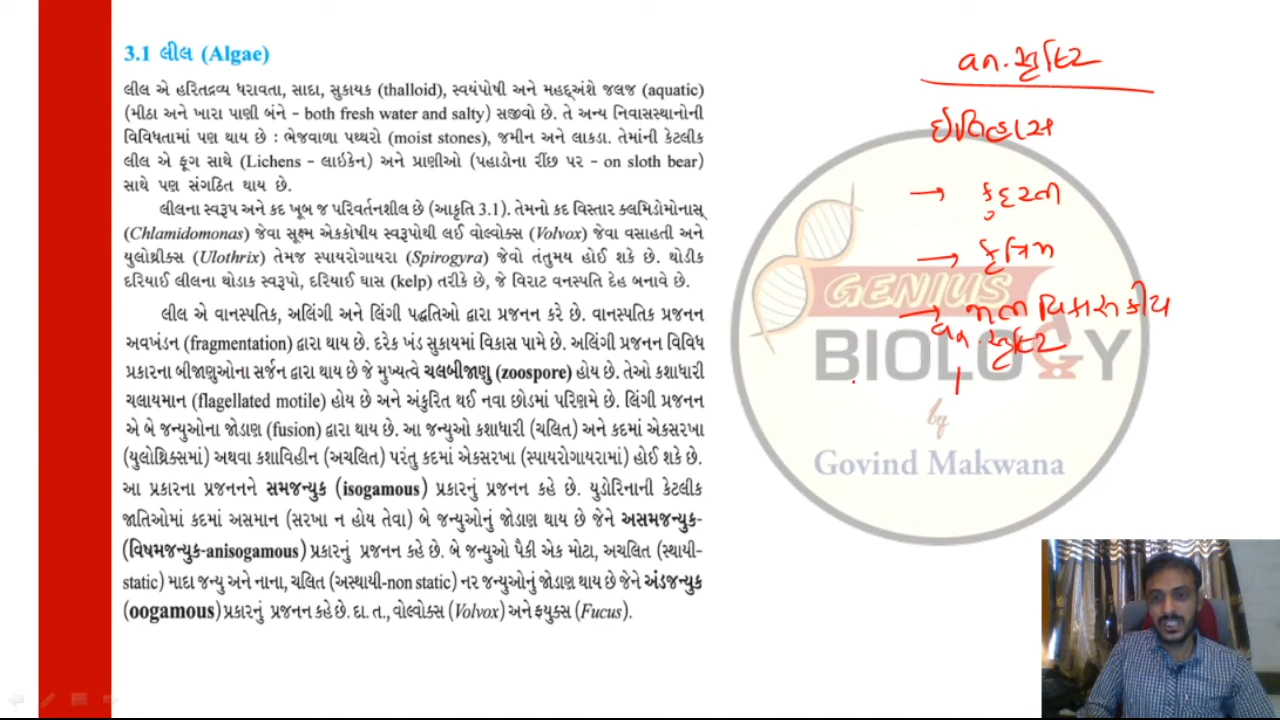 3.1 લીલ (Algae)
લીલ એ હરિતદ્રવ્ય ધરાવતા, સાદા, સુકાયક (thalloid), સ્વયંપોષી અને મહદ્અંશે જલજ (aquatic)
(મીઠા અને ખારા પાણી બંને - both fresh water and salty) સજીવો છે. તે અન્ય નિવાસસ્થાનોની
વિવિધતામાં પણ થાય છે : ભેજવાળા પથ્થરો (moist stones), જમીન અને લાકડા. તેમાંની કેટલીક
લીલ એ ફૂગ સાથે (Lichens - લાઇકેન) અને પ્રાણીઓ (પહાડોના રીંછ પર - on sloth bear)
સાથે પણ સંગઠિત થાય છે.
લીલના સ્વરૂપ અને કદ ખૂબ જ પરિવર્તનશીલ છે (આકૃતિ 3.1). તેમનો કદ વિસ્તાર ક્લમિડોમોનાસ્
(Chlamidomonas) જેવા સૂક્ષ્મ એકકોષીય સ્વરૂપોથી લઈ વોલ્વોક્સ (Volvox) જેવા વસાહતી અને
યુલોથ્રીક્સ (Ulothrix) તેમજ સ્પાયરોગાયરા (Spirogyra) જેવો તંતુમય હોઈ શકે છે. થોડીક
દરિયાઈ લીલના થોડાક સ્વરૂપો, દરિયાઈ ઘાસ (kelp) તરીકે છે, જે વિરાટ વનસ્પતિ દેહ બનાવે છે.
લીલ એ વાનસ્પતિક, અલિંગી અને લિંગી પદ્ધતિઓ દ્વારા પ્રજનન કરે છે. વાનસ્પતિક પ્રજનન
અવખંડન (fragmentation) દ્વારા થાય છે. દરેક ખંડ સુકાયમાં વિકાસ પામે છે. અલિંગી પ્રજનન વિવિધ
પ્રકારના બીજાણુઓના સર્જન દ્વારા થાય છે જે મુખ્યત્વે ચલબીજાણુ (zoospore) હોય છે. તેઓ કશાધારી
ચલાયમાન (flagellated motile) હોય છે અને અંકુરિત થઈ નવા છોડમાં પરિણમે છે. લિંગી પ્રજનન
એ બે જન્યુઓના જોડાણ (fusion) દ્વારા થાય છે. આ જન્યુઓ કશાધારી (ચલિત) અને કદમાં એકસરખા
(યુલોથ્રિક્સમાં) અથવા કશાવિહીન (અચલિત) પરંતુ કદમાં એકસરખા (સ્પાયરોગાયરામાં) હોઈ શકે છે.
આ પ્રકારના પ્રજનનને સમજન્યુક (isogamous) પ્રકારનું પ્રજનન કહે છે. યુડોરિનાની કેટલીક
જાતિઓમાં કદમાં અસમાન (સરખા ન હોય તેવા) બે જન્યુઓનું જોડાણ થાય છે જેને અસમજન્યુક-
(વિષમજન્યુક-anisogamous) પ્રકારનું પ્રજનન કહે છે. બે જન્યુઓ પૈકી એક મોટા, અચલિત (સ્થાયી-
static) માદા જન્યુ અને નાના, ચલિત (અસ્થાયી-non static) નર જન્યુઓનું જોડાણ થાય છે જેને અંડજન્યુક
(oogamous) પ્રકારનું પ્રજનન કહે છે. દા. ત., વોલ્વોક્સ (Volvox) અને ફ્યુક્સ (Fucus).
વન.સૃષ્ટિ
→ કુદરતી
→ કૃત્રિમ
વન.સૃષ્ટિ
GENIUS
BIOLOGY
by
Govind Makwana